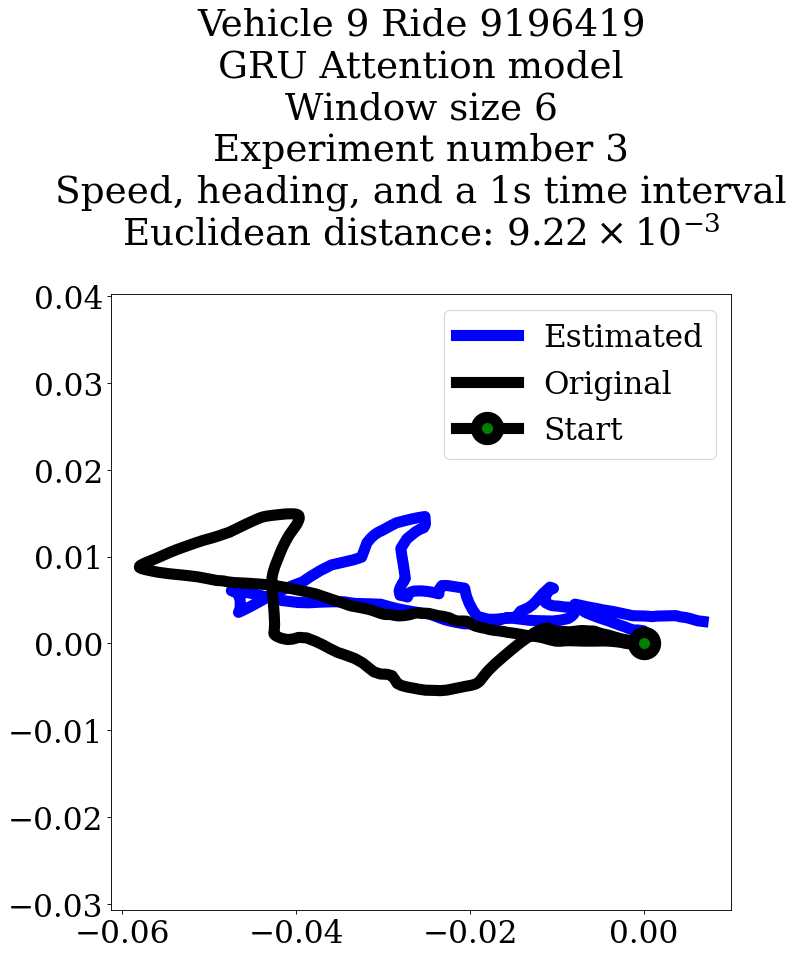 Vehicle 9 Ride 9196419
GRU Attention model
Window size 6
Experiment number 3
Speed, heading, and a 1s time interval
Euclidean distance: 9.22 × 10⁻³
Estimated
Original
Start
0.04
0.03
0.02
0.01
0.00
−0.01
−0.02
−0.03
−0.06
−0.04
−0.02
0.00